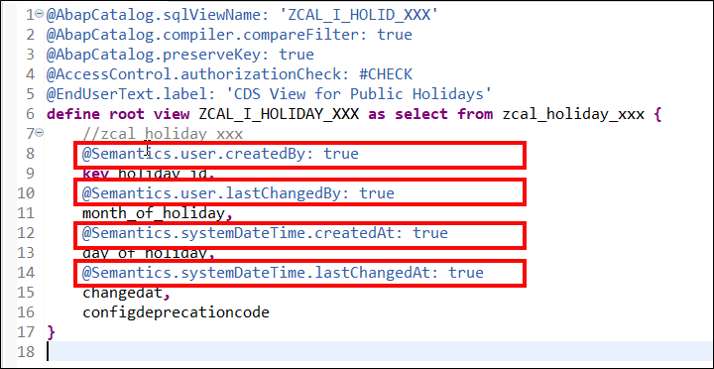 1 @AbapCatalog.sqlViewName: 'ZCAL_I_HOLID_XXX'
2 @AbapCatalog.compiler.compareFilter: true
3 @AbapCatalog.preserveKey: true
4 @AccessControl.authorizationCheck: #CHECK
5 @EndUserText.label: 'CDS View for Public Holidays'
6 define root view ZCAL_I_HOLIDAY_XXX as select from zcal_holiday_xxx {
7 //zcal_holiday_xxx
8 @Semantics.user.createdBy: true
9 key holiday_id,
10 @Semantics.user.lastChangedBy: true
11 month_of_holiday,
12 @Semantics.systemDateTime.createdAt: true
13 day_of_holiday,
14 @Semantics.systemDateTime.lastChangedAt: true
15 changedat,
16 configdeprecationcode
17 }
18